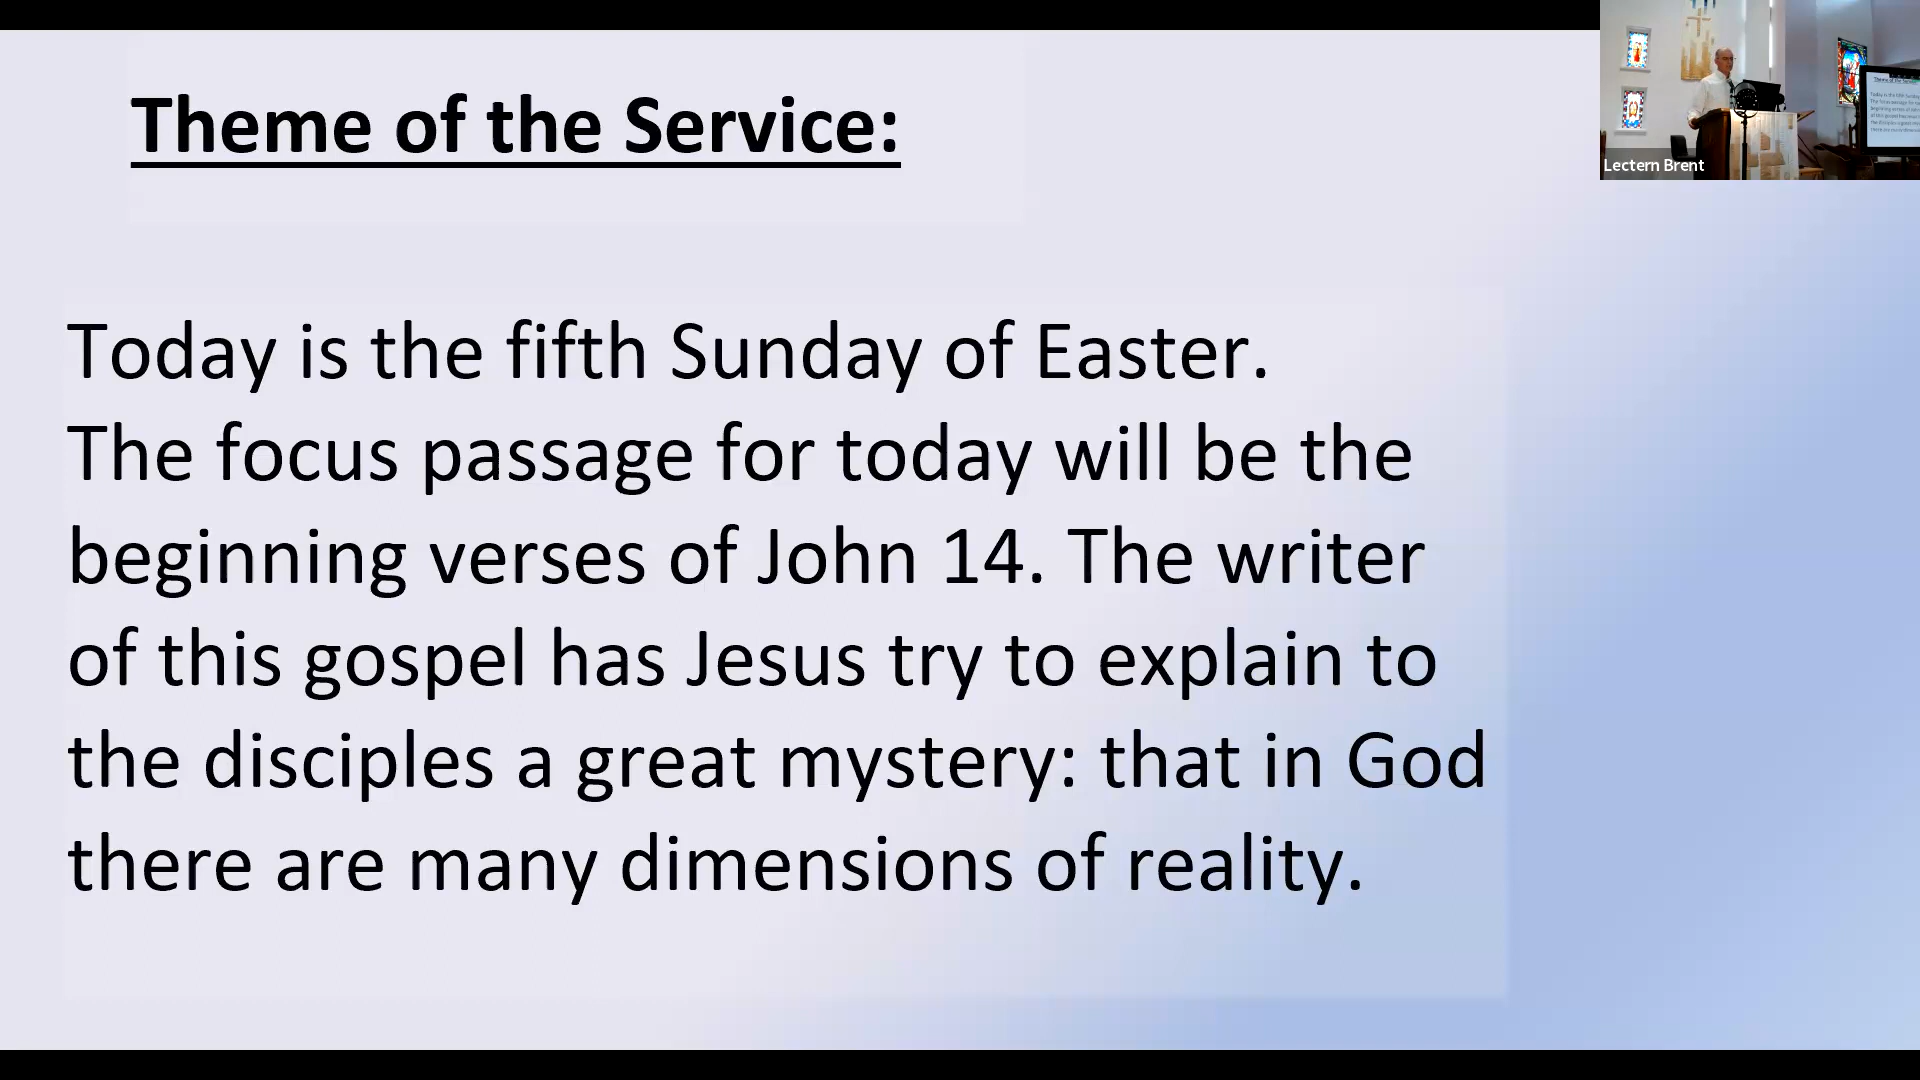 Theme of the Service:
Today is the fifth Sunday of Easter.
The focus passage for today will be the
beginning verses of John 14. The writer
of this gospel has Jesus try to explain to
the disciples a great mystery: that in God
there are many dimensions of reality.
Lectern Brent